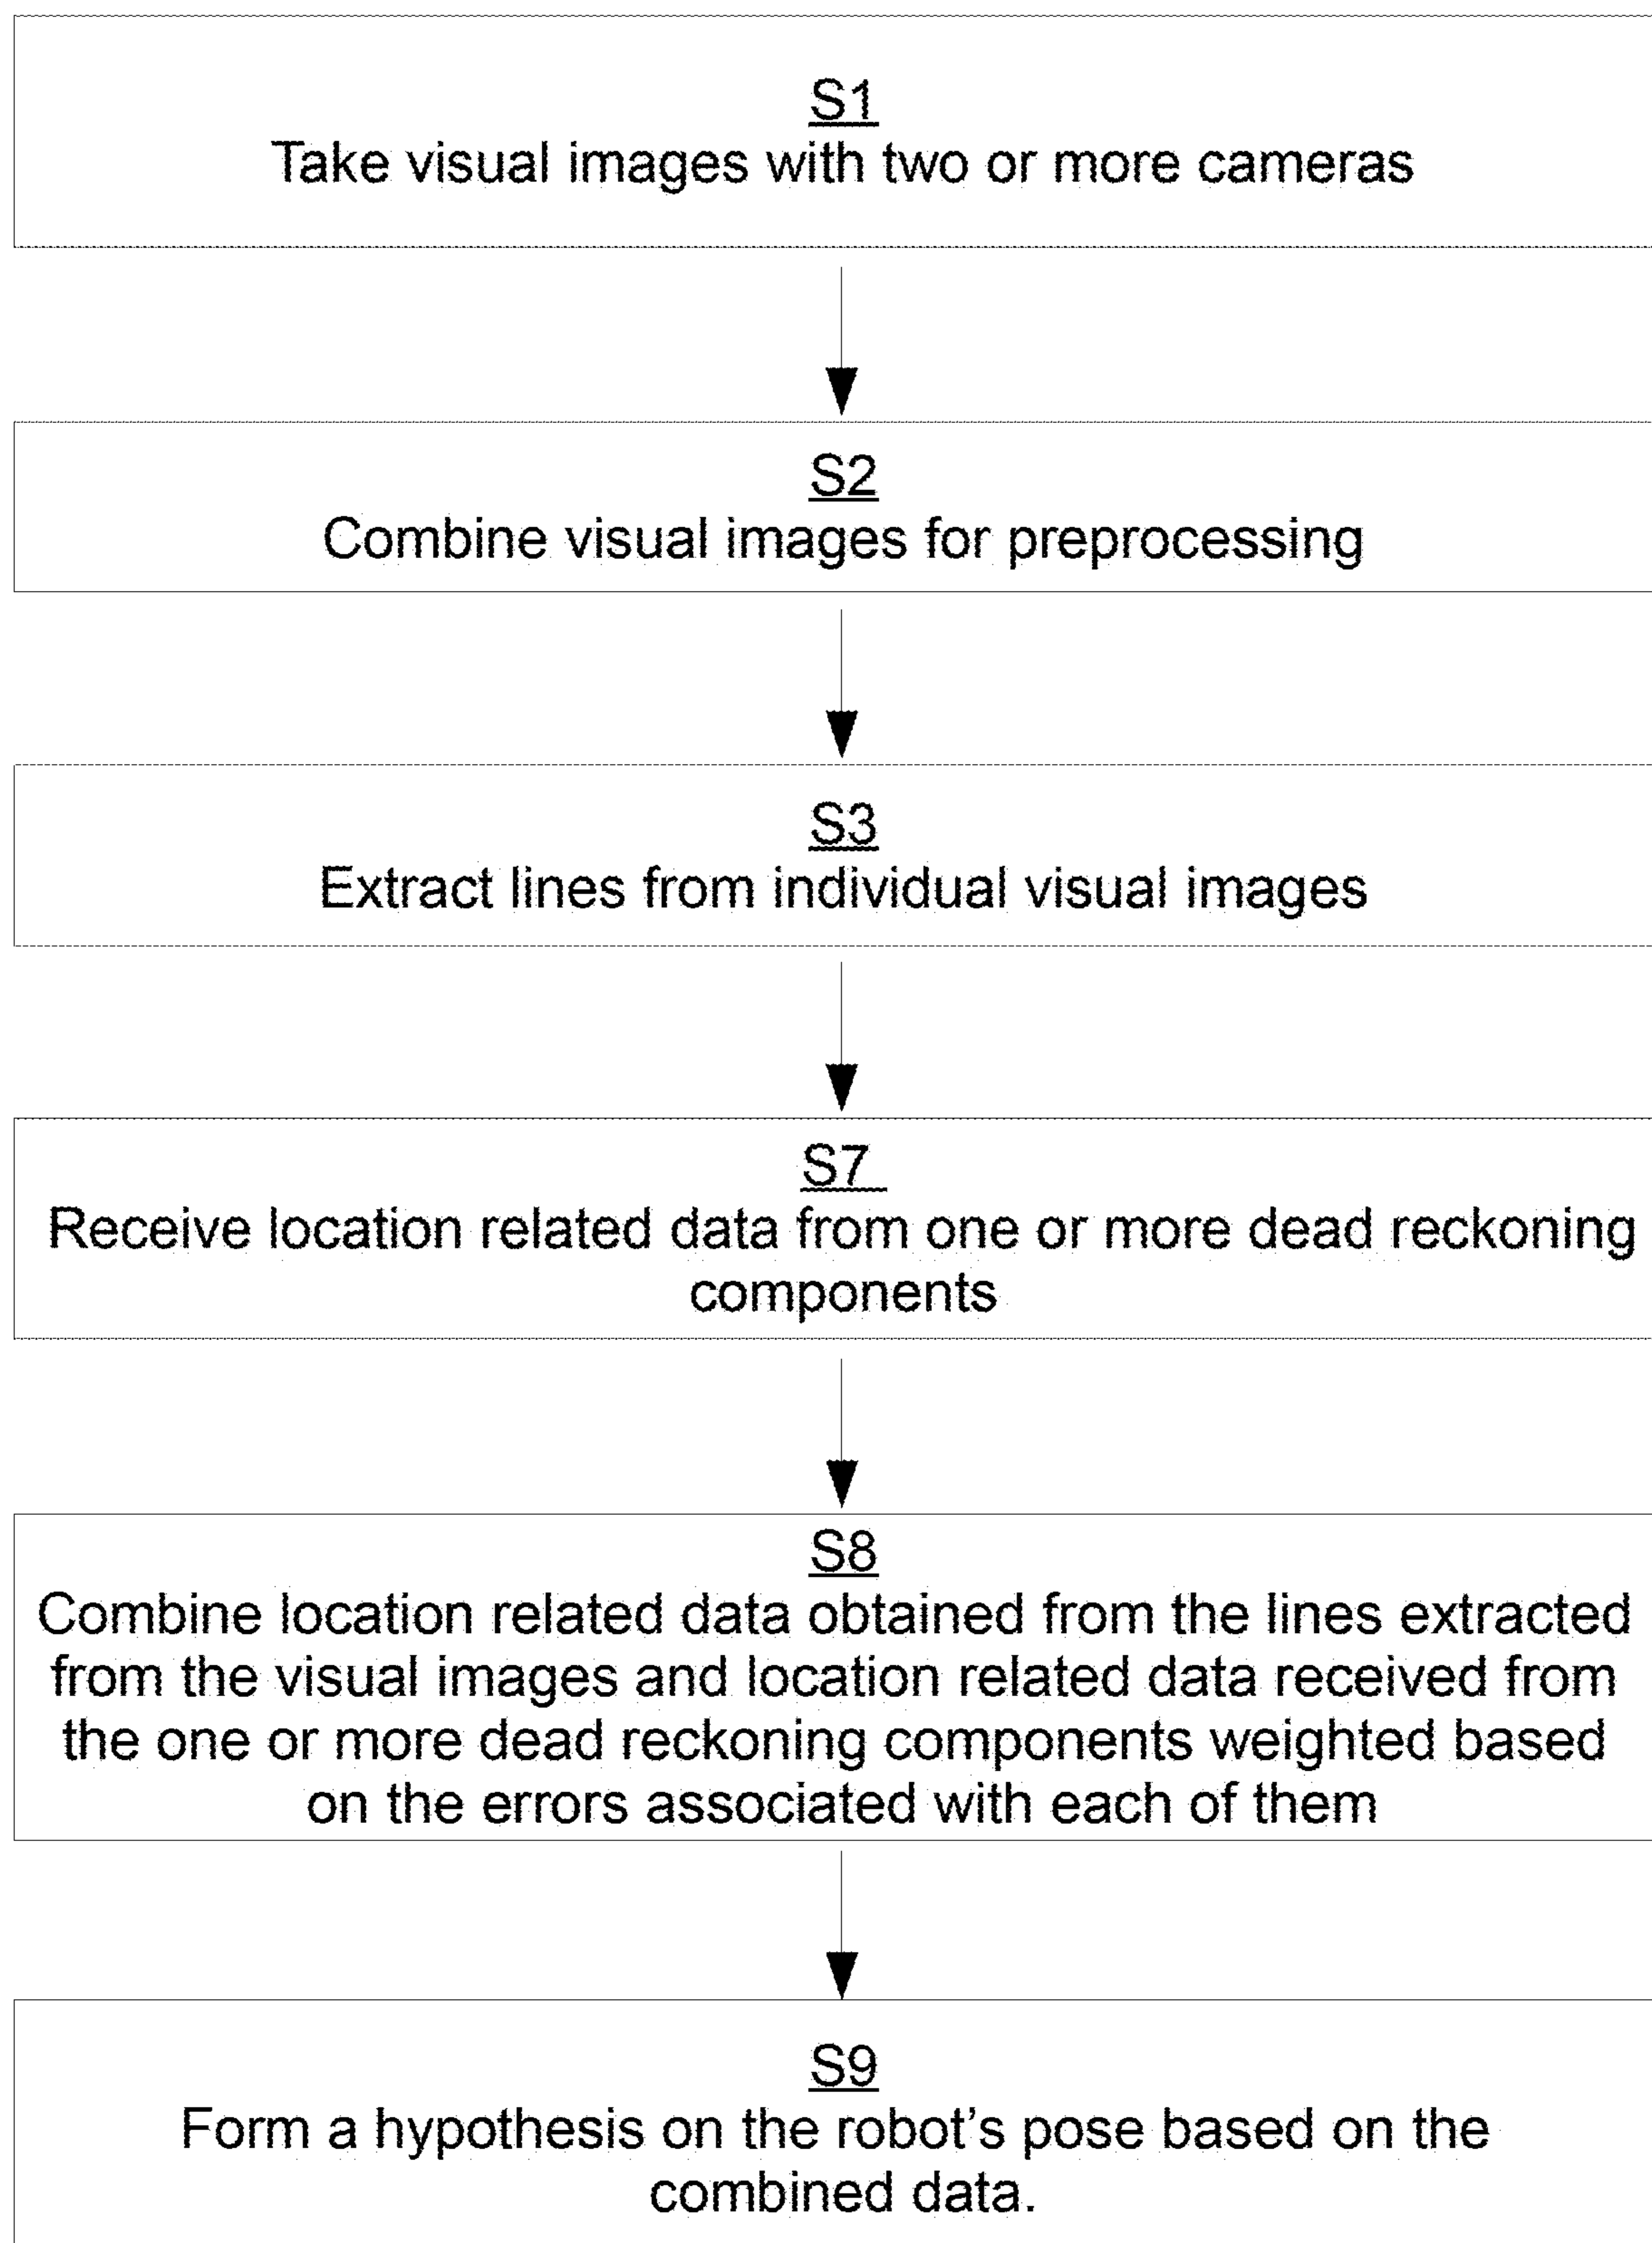 S1
Take visual images with two or more cameras
S2
Combine visual images for preprocessing
S3
Extract lines from individual visual images
S7
Receive location related data from one or more dead reckoning
components
S8
Combine location related data obtained from the lines extracted
from the visual images and location related data received from
the one or more dead reckoning components weighted based
on the errors associated with each of them
S9
Form a hypothesis on the robot’s pose based on the
combined data.